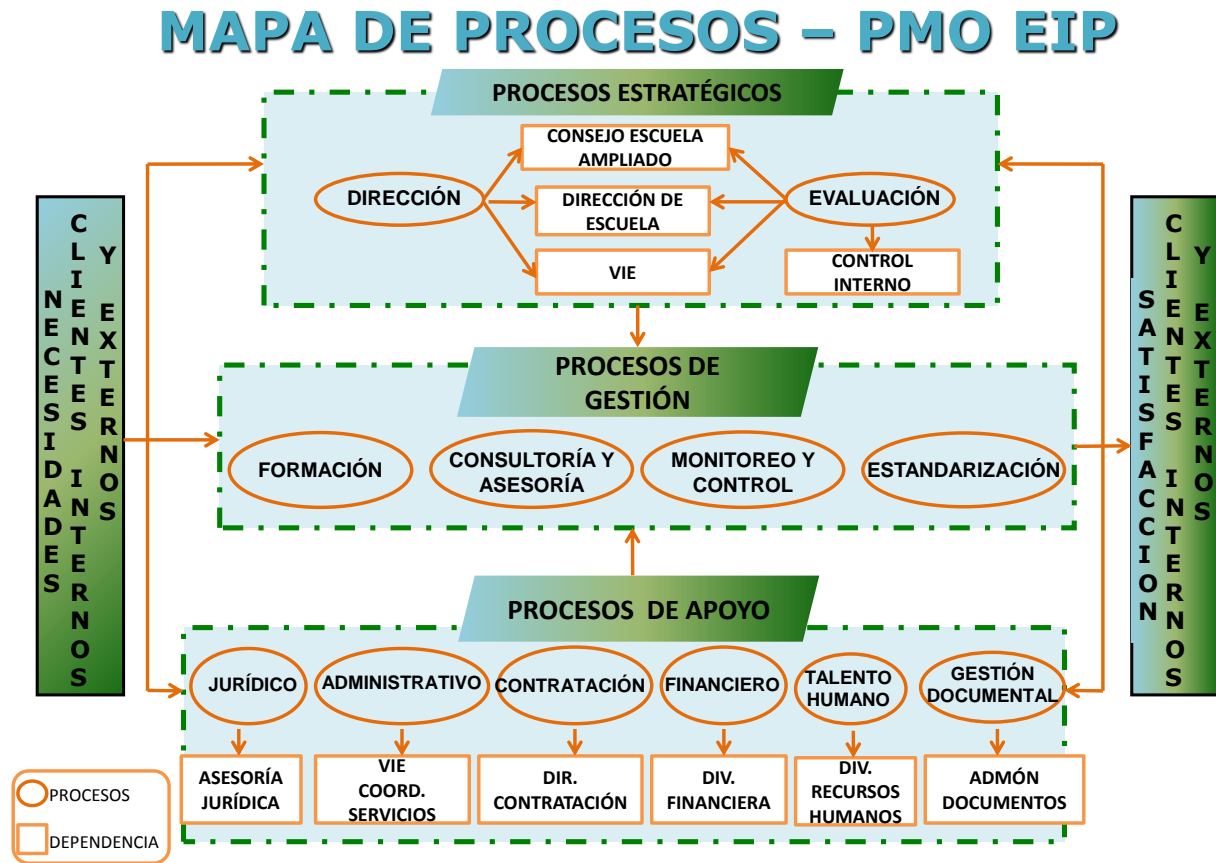 MAPA DE PROCESOS – PMO EIP
PROCESOS ESTRATÉGICOS
CONSEJO ESCUELA
AMPLIADO
DIRECCIÓN
DIRECCIÓN DE
ESCUELA
EVALUACIÓN
VIE
CONTROL
INTERNO
NECESIDADES
CLIENTES INTERNOS
Y EXTERNOS
PROCESOS DE
GESTIÓN
FORMACIÓN
CONSULTORÍA Y
ASESORÍA
MONITOREO Y
CONTROL
ESTANDARIZACIÓN
SATISFACCION
CLIENTES INTERNOS
Y EXTERNOS
PROCESOS DE APOYO
JURÍDICO
ADMINISTRATIVO
CONTRATACIÓN
FINANCIERO
TALENTO
HUMANO
GESTIÓN
DOCUMENTAL
ASESORÍA
JURÍDICA
VIE
COORD.
SERVICIOS
DIR.
CONTRATACIÓN
DIV.
FINANCIERA
DIV.
RECURSOS
HUMANOS
ADMÓN
DOCUMENTOS
PROCESOS
DEPENDENCIA